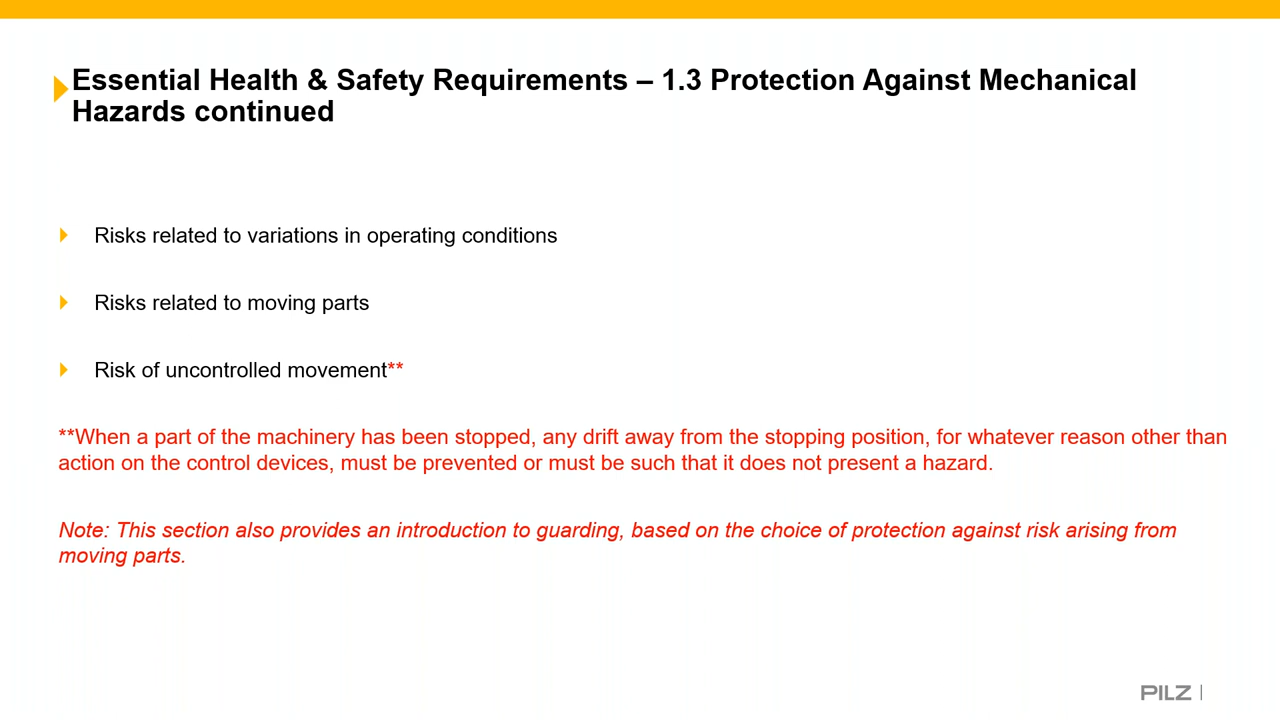 Essential Health & Safety Requirements – 1.3 Protection Against Mechanical
Hazards continued
Risks related to variations in operating conditions
Risks related to moving parts
Risk of uncontrolled movement**
**When a part of the machinery has been stopped, any drift away from the stopping position, for whatever reason other than
action on the control devices, must be prevented or must be such that it does not present a hazard.
Note: This section also provides an introduction to guarding, based on the choice of protection against risk arising from
moving parts.
PILZ